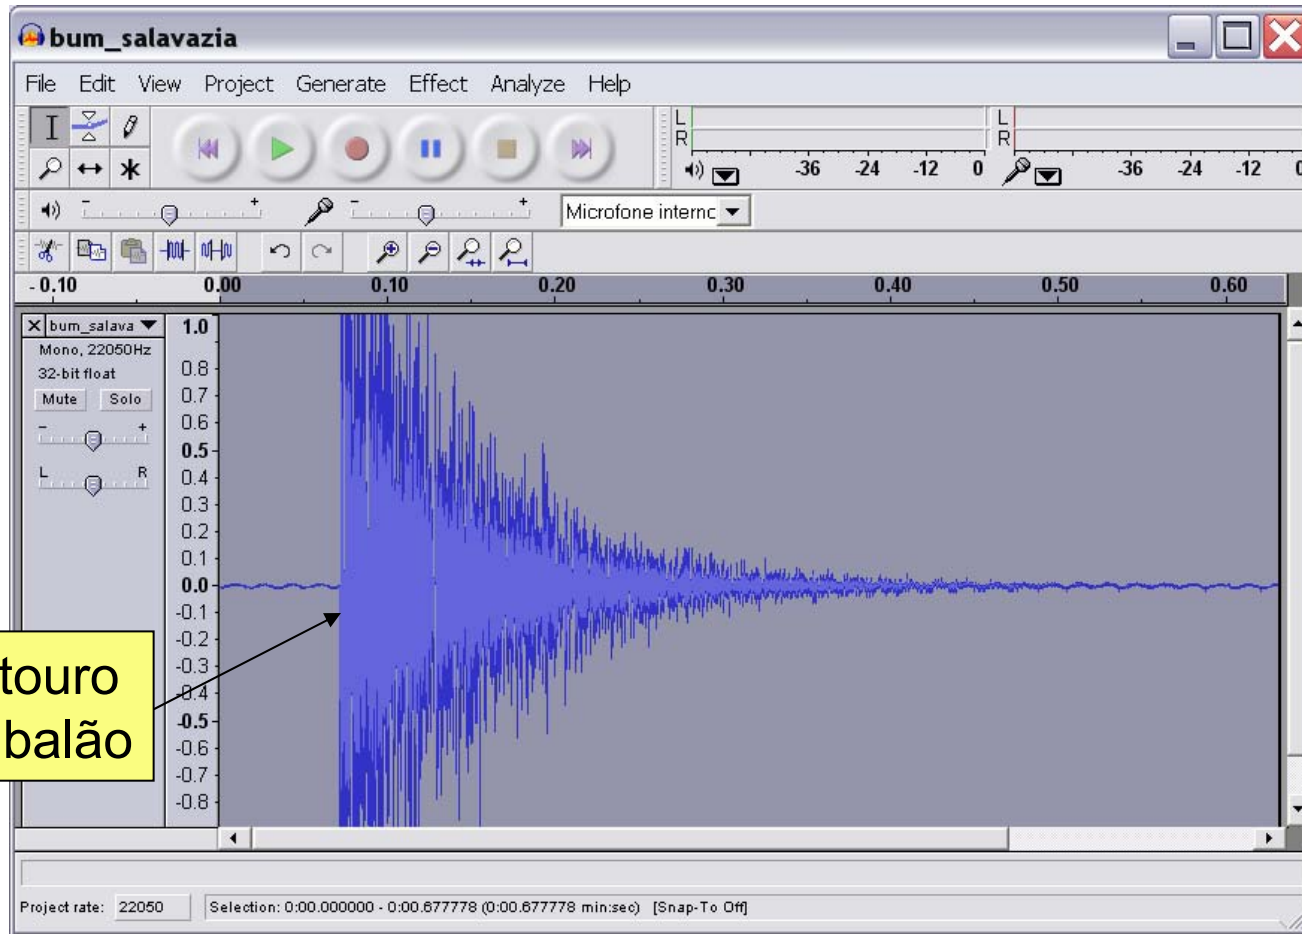 bum_salavazia
File Edit View Project Generate Effect Analyze Help
L
R
-36 -24 -12 0
L
R
-36 -24 -12 0
- +
- +
Microfone interno
-0.10 0.00 0.10 0.20 0.30 0.40 0.50 0.60
X bum_salava
Mono, 22050Hz
32-bit float
Mute Solo
- +
L R
1.0
0.8
0.7
0.6
0.5
0.4
0.3
0.2
0.1
0.0
-0.1
-0.2
-0.3
-0.4
-0.5
-0.6
-0.7
-0.8
touro
balão
Project rate: 22050 Selection: 0:00.000000 - 0:00.677778 (0:00.677778 min:sec) [Snap-To Off]